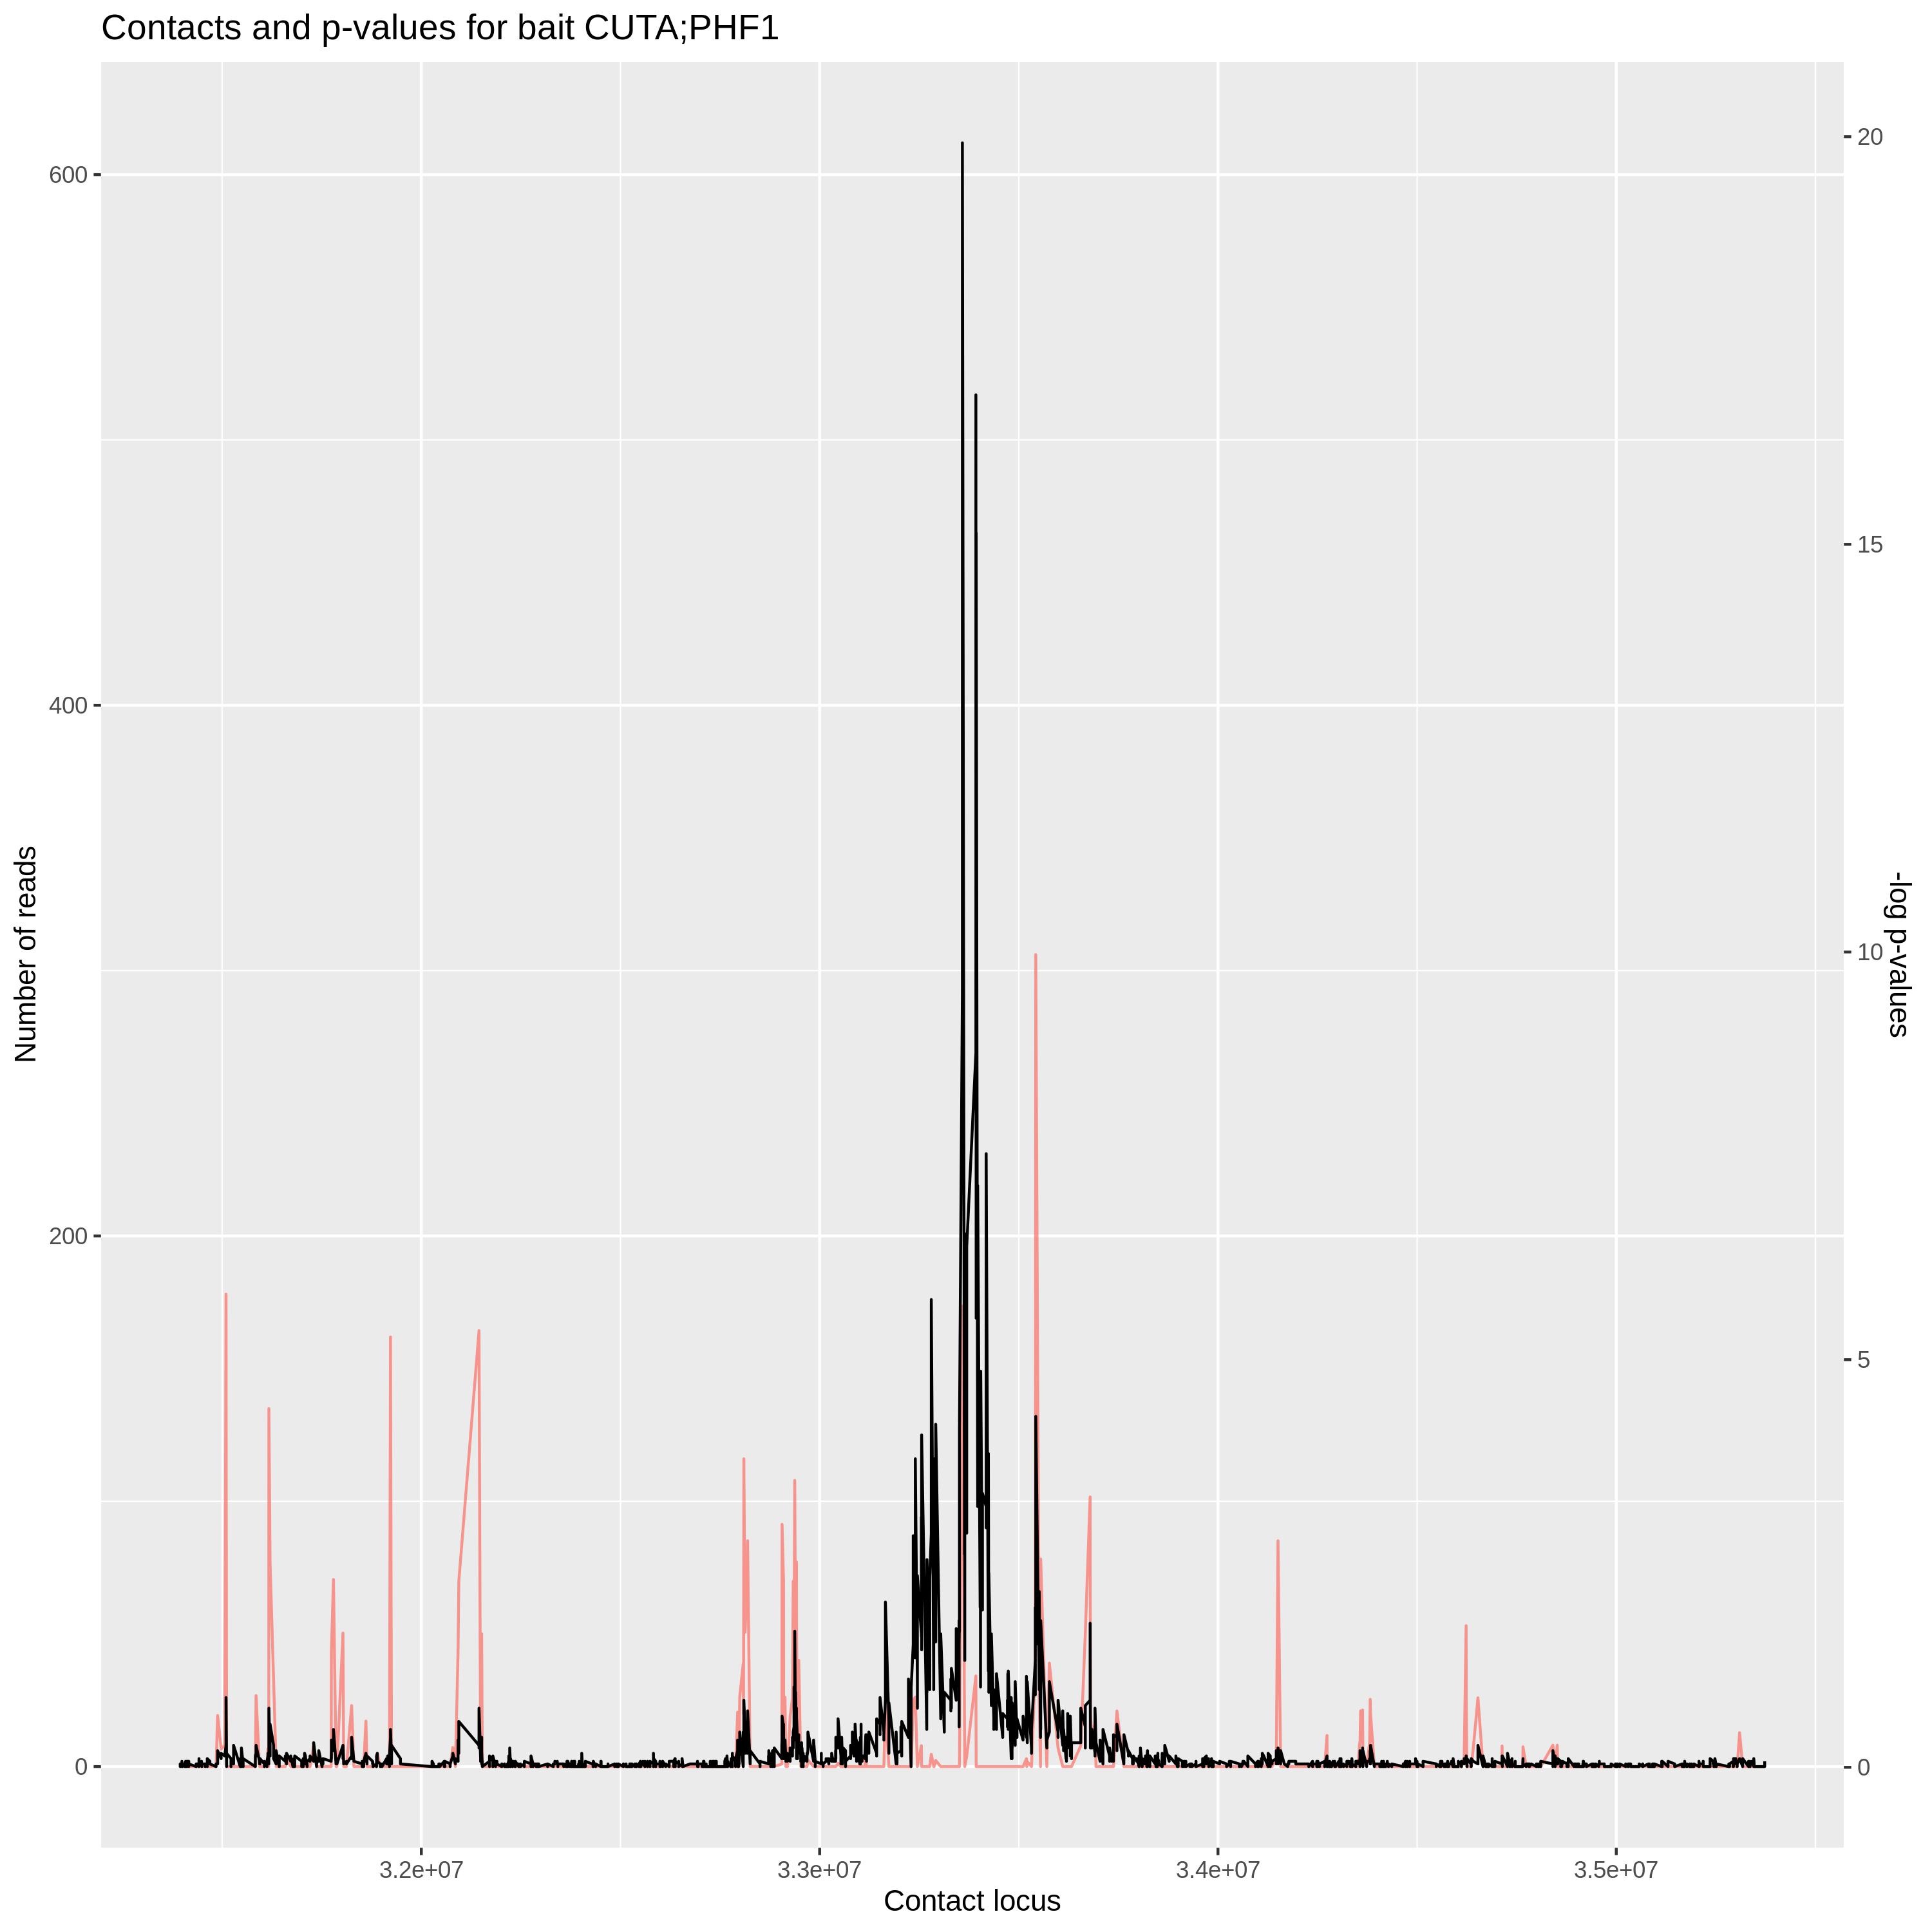 Contacts and p-values for bait CUTA;PHF1
600
400
200
0
Number of reads
20
15
10
5
0
-log p-values
3.2e+07
3.3e+07
3.4e+07
3.5e+07
Contact locus